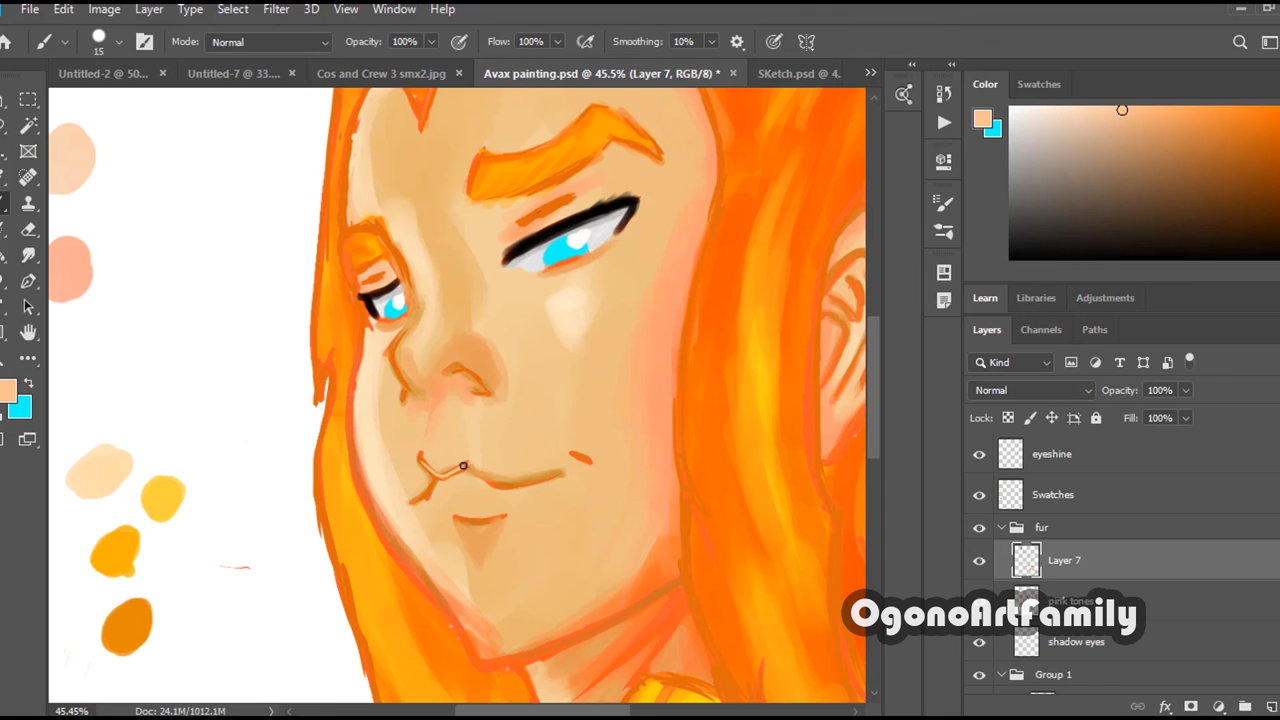 File Edit Image Layer Type Select Filter 3D View Window Help
15 Mode: Normal Opacity: 100% Flow: 100% Smoothing: 10%
Untitled-2 @ 50... Untitled-7 @ 33.... Cos and Crew 3 smx2.jpg Avax painting.psd @ 45.5% (Layer 7, RGB/8) * SKetch.psd @ 4.
Color Swatches
Learn Libraries Adjustments
Layers Channels Paths
Kind
Normal Opacity: 100%
Lock: Fill: 100%
eyeshine
Swatches
fur
Layer 7
pink tones
OgonoArtFamily
shadow eyes
Group 1
45.45% Doc: 24.1M/1012.1M